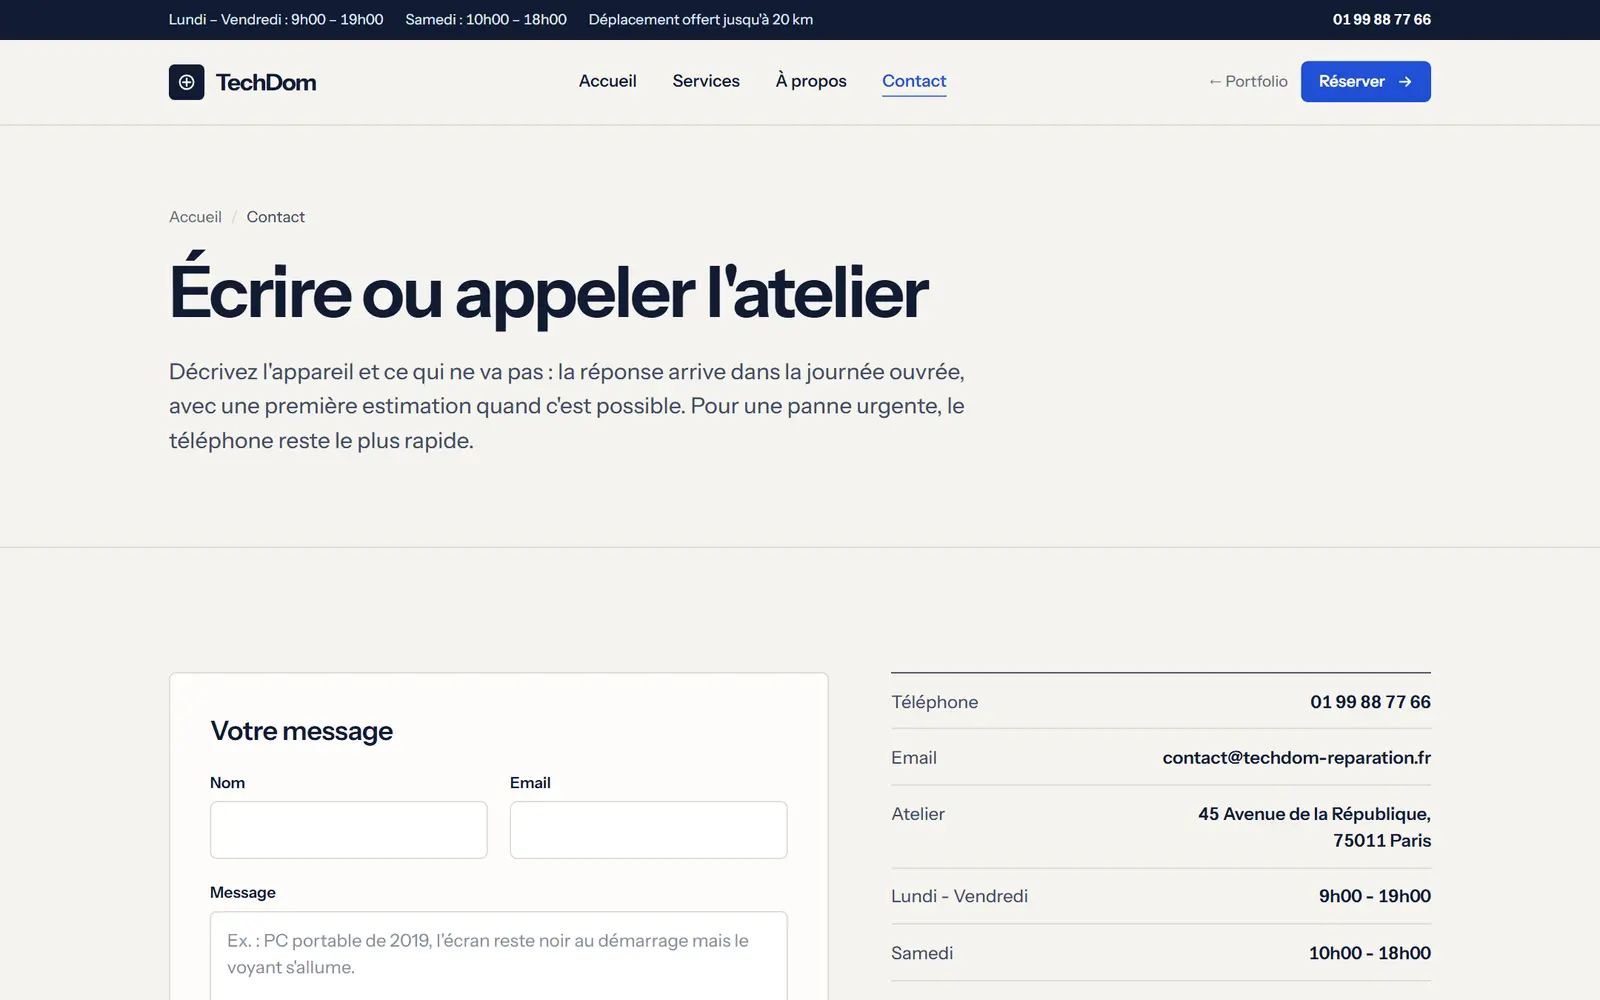 Lundi – Vendredi : 9h00 – 19h00 Samedi : 10h00 – 18h00 Déplacement offert jusqu'à 20 km 01 99 88 77 66
TechDom Accueil Services À propos Contact ← Portfolio Réserver →
Accueil / Contact
Écrire ou appeler l'atelier
Décrivez l'appareil et ce qui ne va pas : la réponse arrive dans la journée ouvrée,
avec une première estimation quand c'est possible. Pour une panne urgente, le
téléphone reste le plus rapide.
Votre message
Nom Email
Message
Ex. : PC portable de 2019, l'écran reste noir au démarrage mais le
voyant s'allume.
Téléphone 01 99 88 77 66
Email contact@techdom-reparation.fr
Atelier 45 Avenue de la République,
75011 Paris
Lundi - Vendredi 9h00 - 19h00
Samedi 10h00 - 18h00